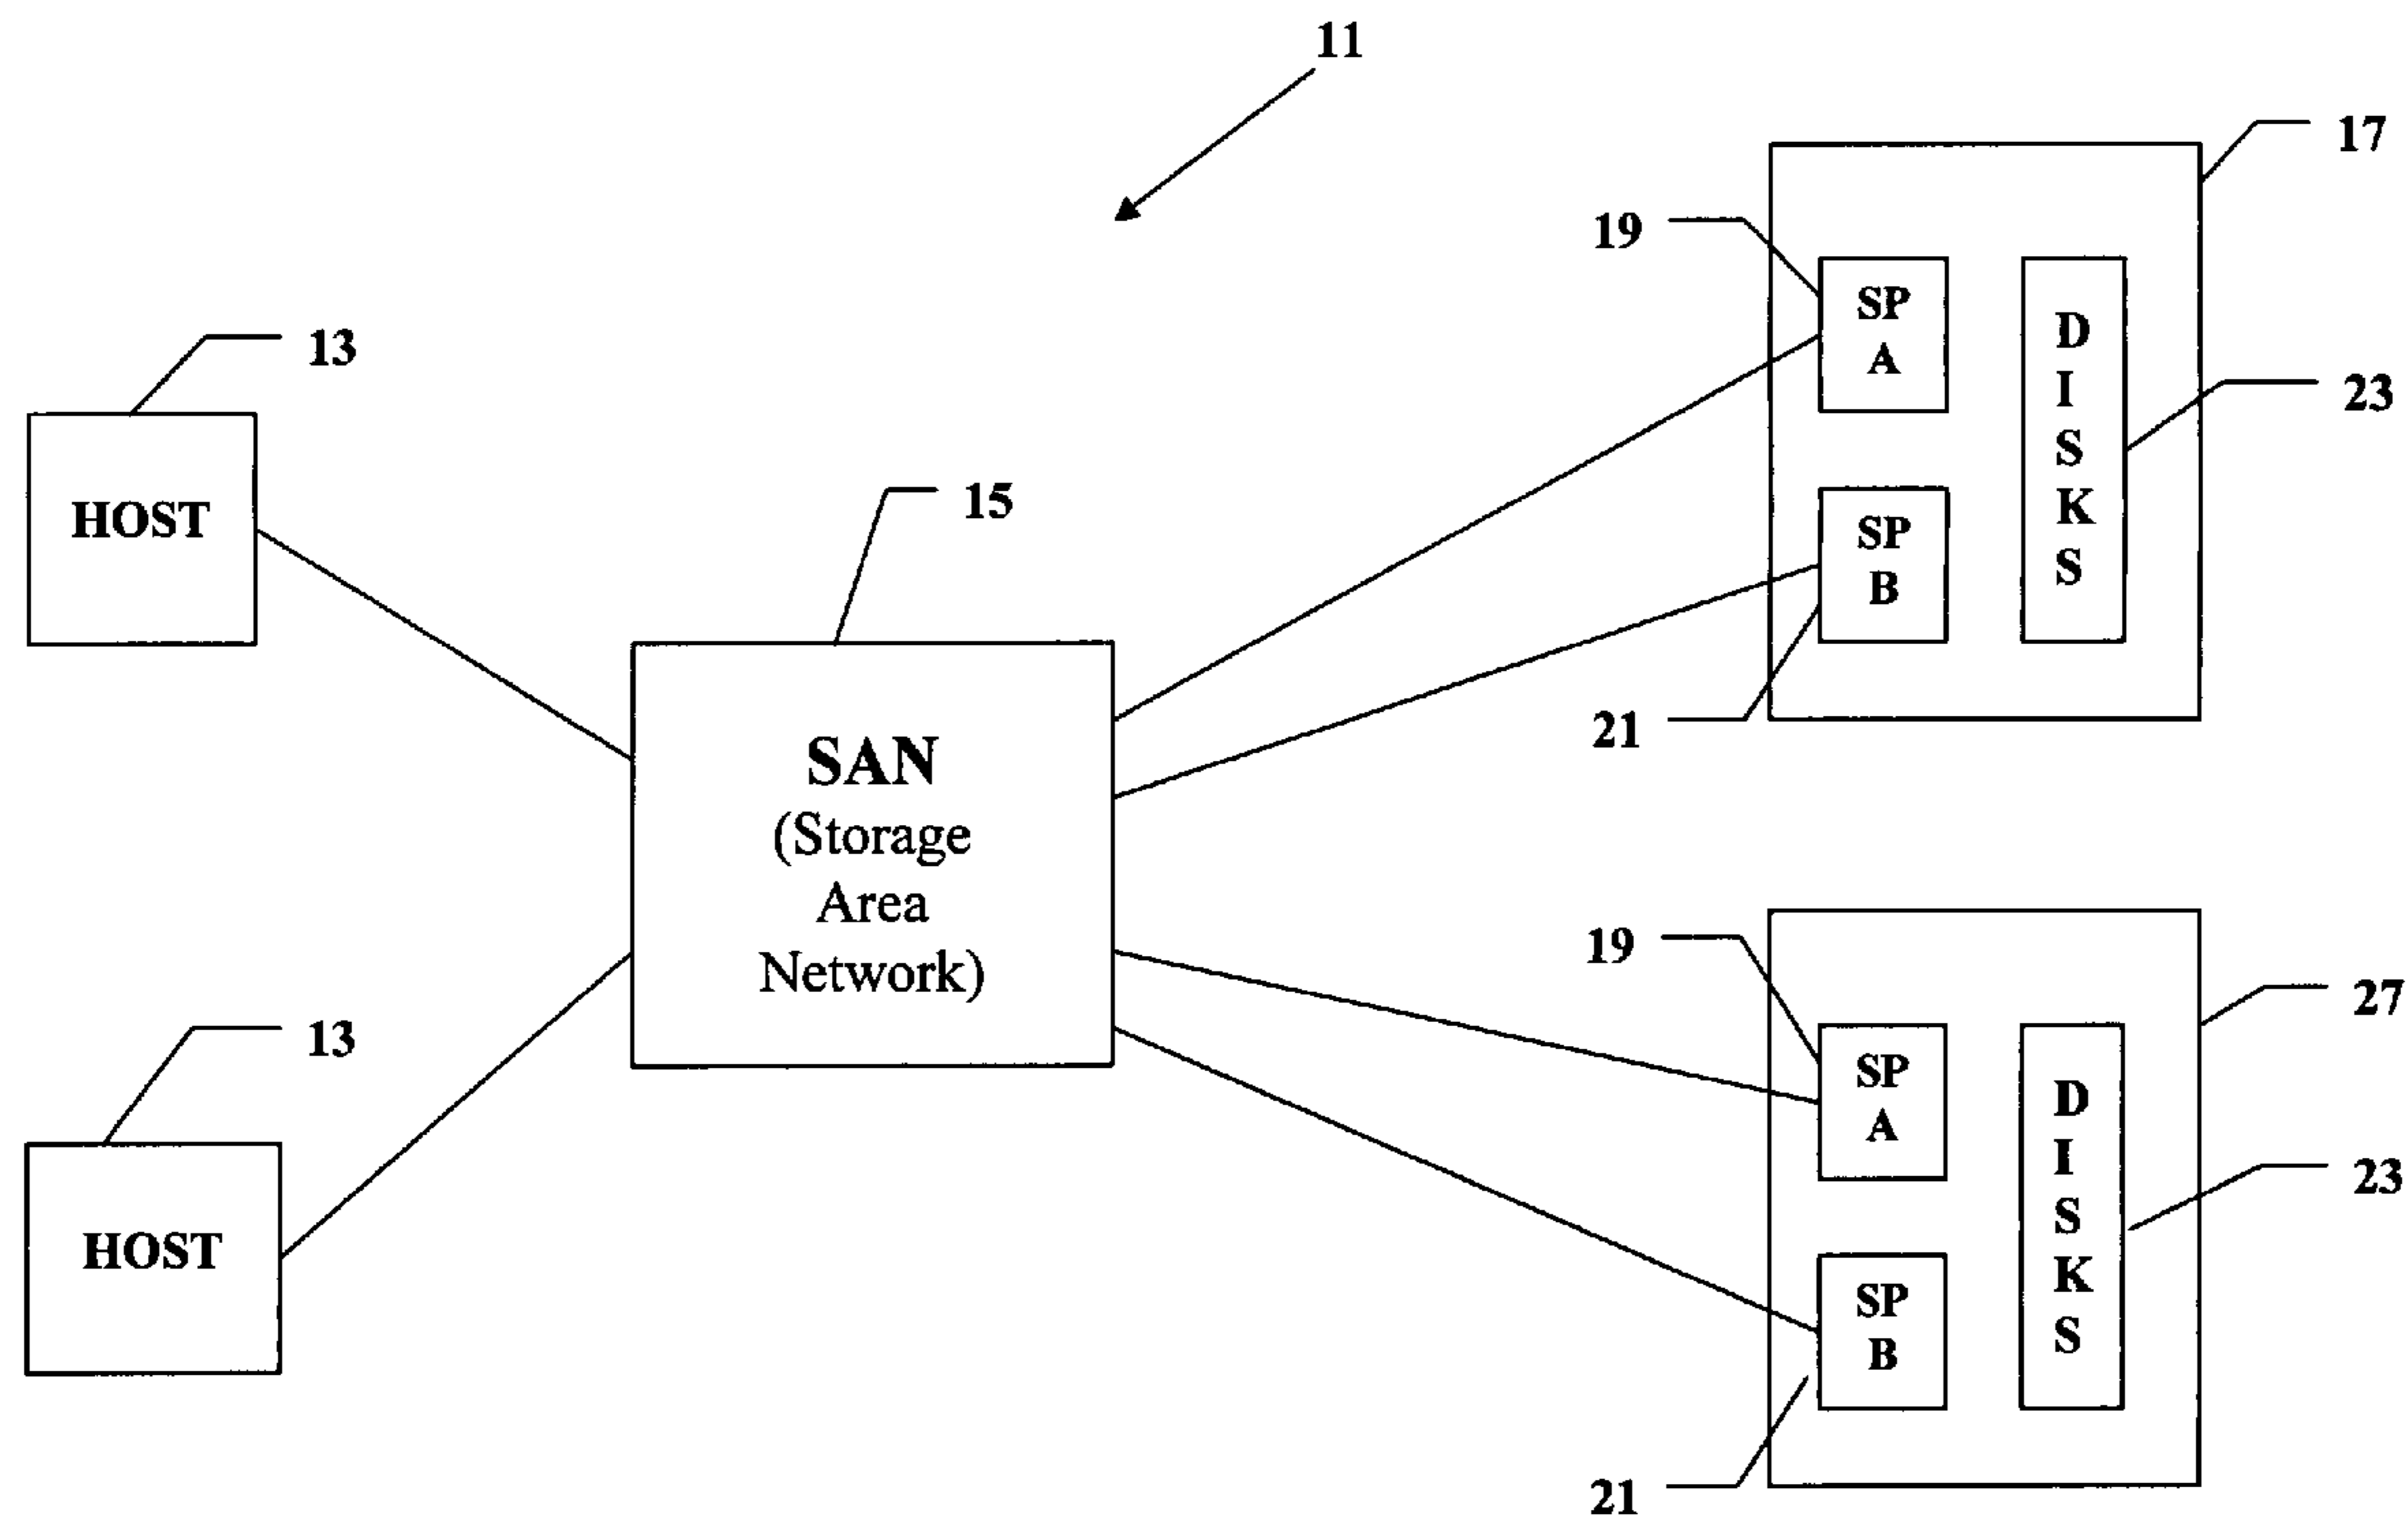 11
17
19
SP
A
D
I
S
K
S
23
SP
B
21
13
HOST
15
SAN
(Storage
Area
Network)
19
27
SP
A
D
I
S
K
S
23
SP
B
21
13
HOST